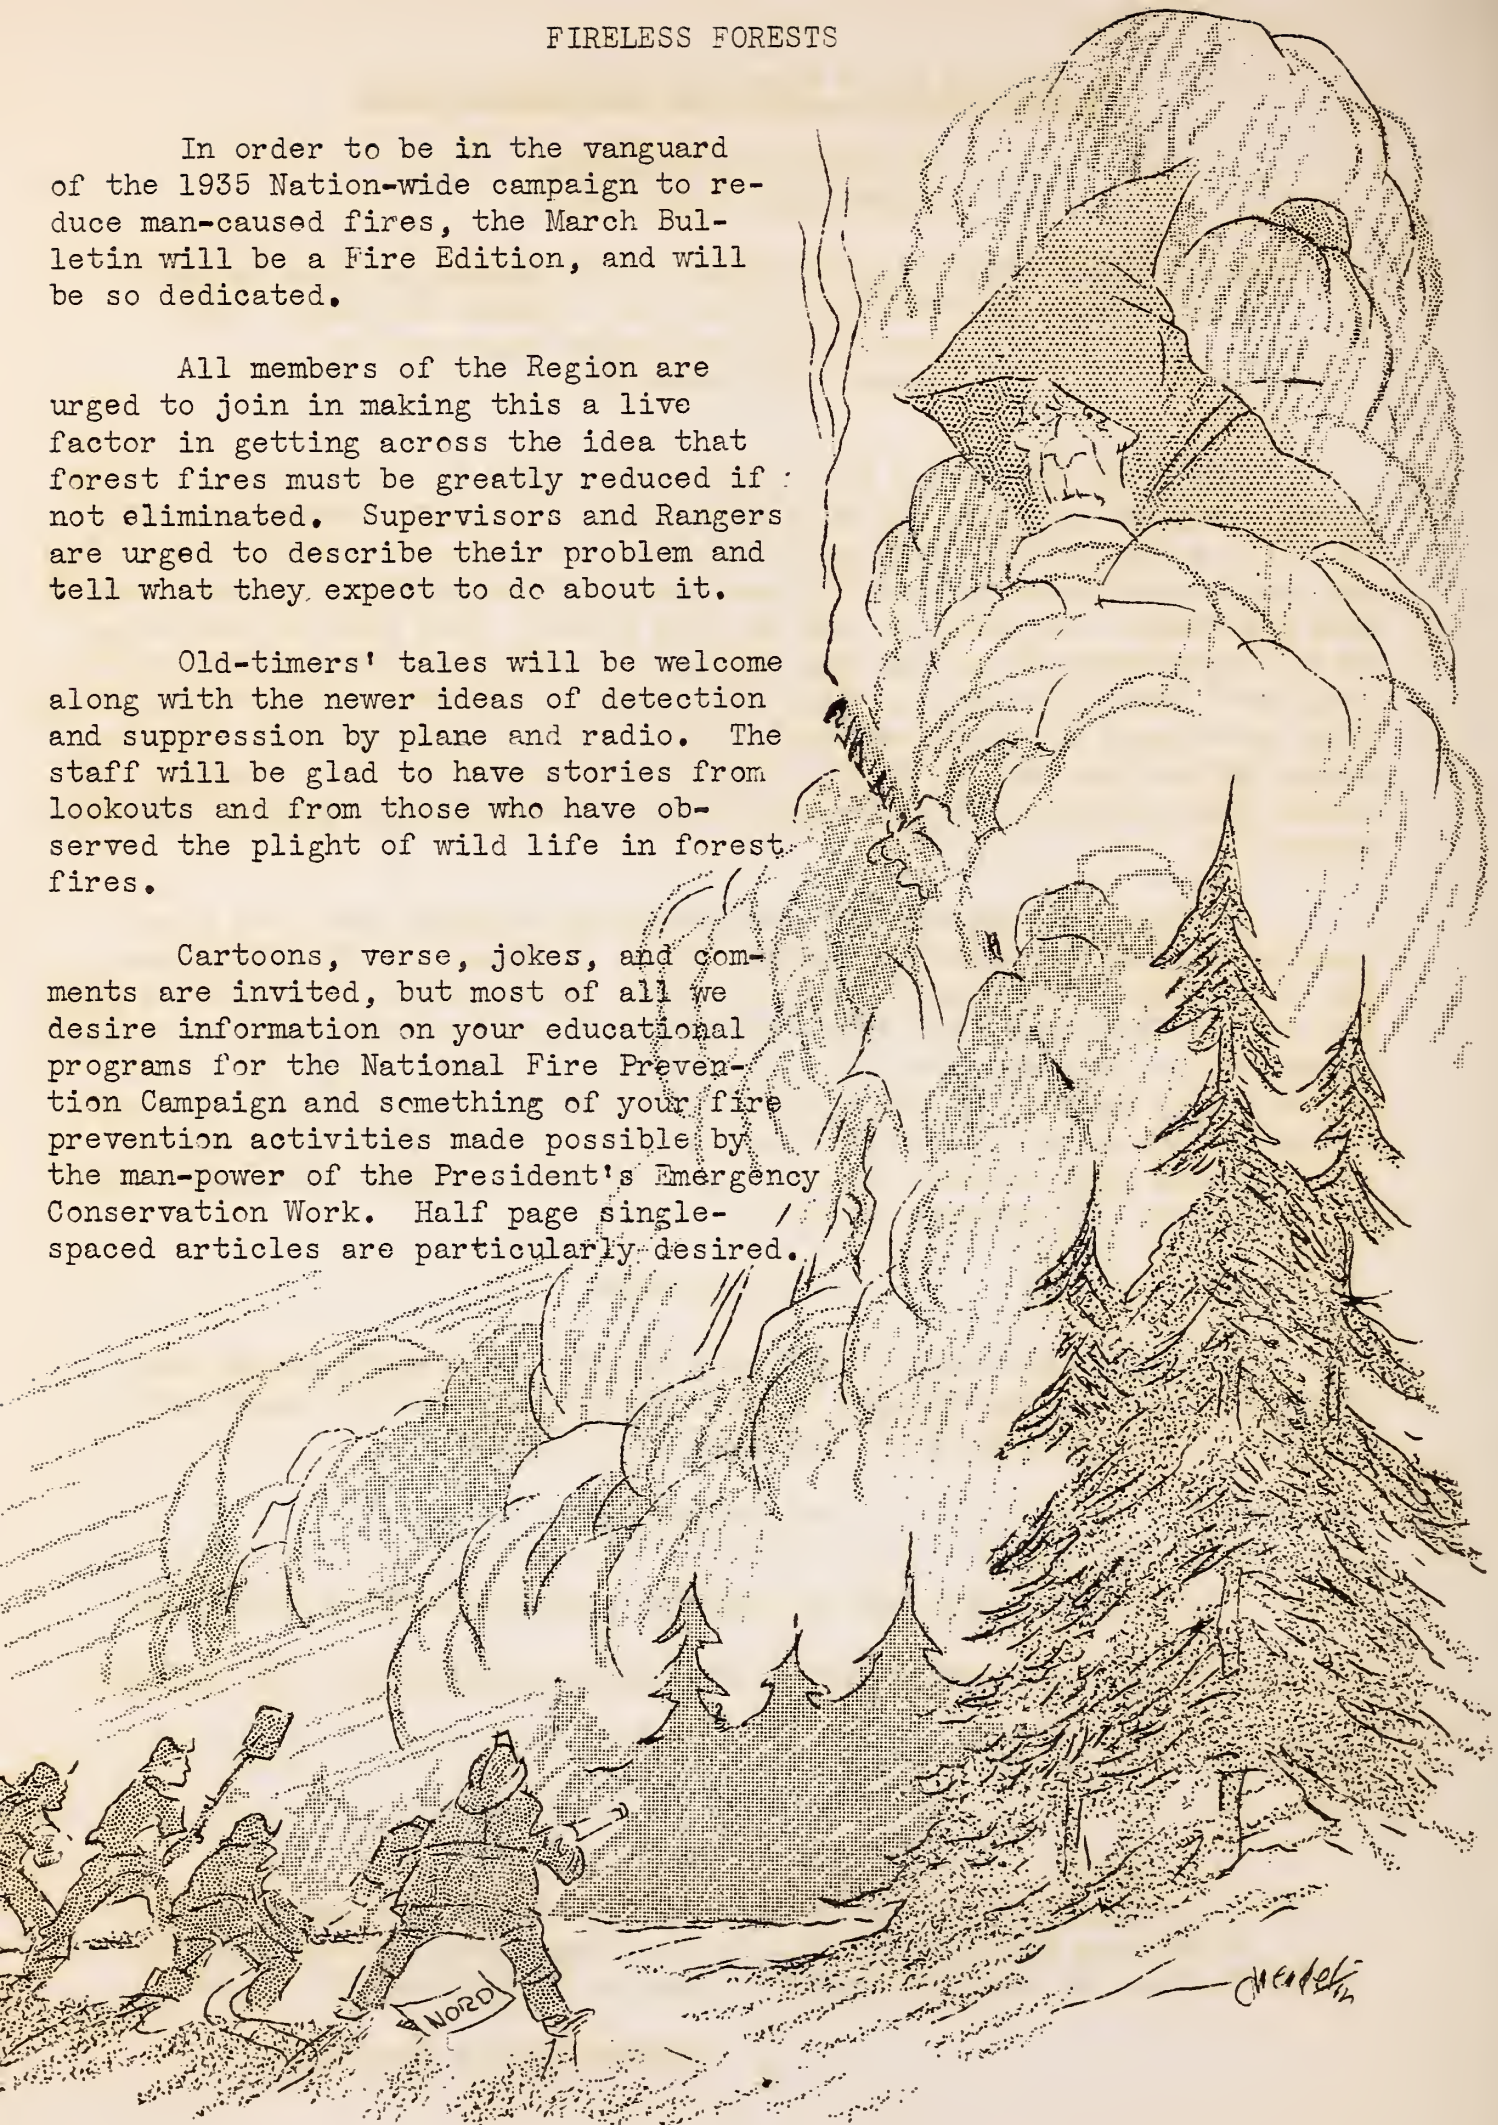 FIRELESS FORESTS
In order to be in the vanguard
of the 1935 Nation-wide campaign to re-
duce man-caused fires, the March Bul-
letin will be a Fire Edition, and will
be so dedicated.
All members of the Region are
urged to join in making this a live
factor in getting across the idea that
forest fires must be greatly reduced if
not eliminated. Supervisors and Rangers
are urged to describe their problem and
tell what they expect to do about it.
Old-timers' tales will be welcome
along with the newer ideas of detection
and suppression by plane and radio. The
staff will be glad to have stories from
lookouts and from those who have ob-
served the plight of wild life in forest
fires.
Cartoons, verse, jokes, and com-
ments are invited, but most of all we
desire information on your educational
programs for the National Fire Preven-
tion Campaign and something of your fire
prevention activities made possible by
the man-power of the President's Emergency
Conservation Work. Half page single-
spaced articles are particularly desired.
NORD